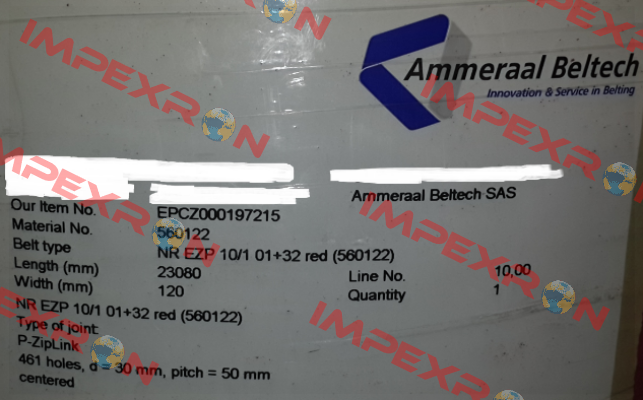 Ammeraal Beltech
Innovation & Service in Belting
Ammeraal Beltech SAS
Our Item No. EPCZ000197215
Material No. 560122
Belt type NR EZP 10/1 01+32 red (560122)
Length (mm) 23080 Line No. 10,00
Width (mm) 120 Quantity 1
NR EZP 10/1 01+32 red (560122)
Type of joint:
P-ZipLink
461 holes, d = 30 mm, pitch = 50 mm
centered
IMPEXRON
IMPEXRON
IMPEXRON
IMPEXRON
IMPEXRON
IMPEXRON
IMPEXRON